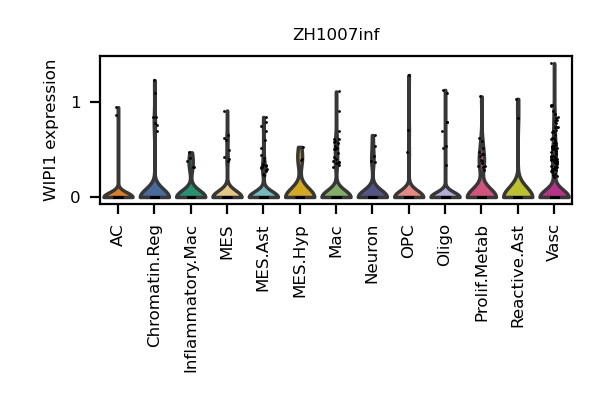 ZH1007inf
WIPI1 expression
1
0
AC
Chromatin.Reg
Inflammatory.Mac
MES
MES.Ast
MES.Hyp
Mac
Neuron
OPC
Oligo
Prolif.Metab
Reactive.Ast
Vasc